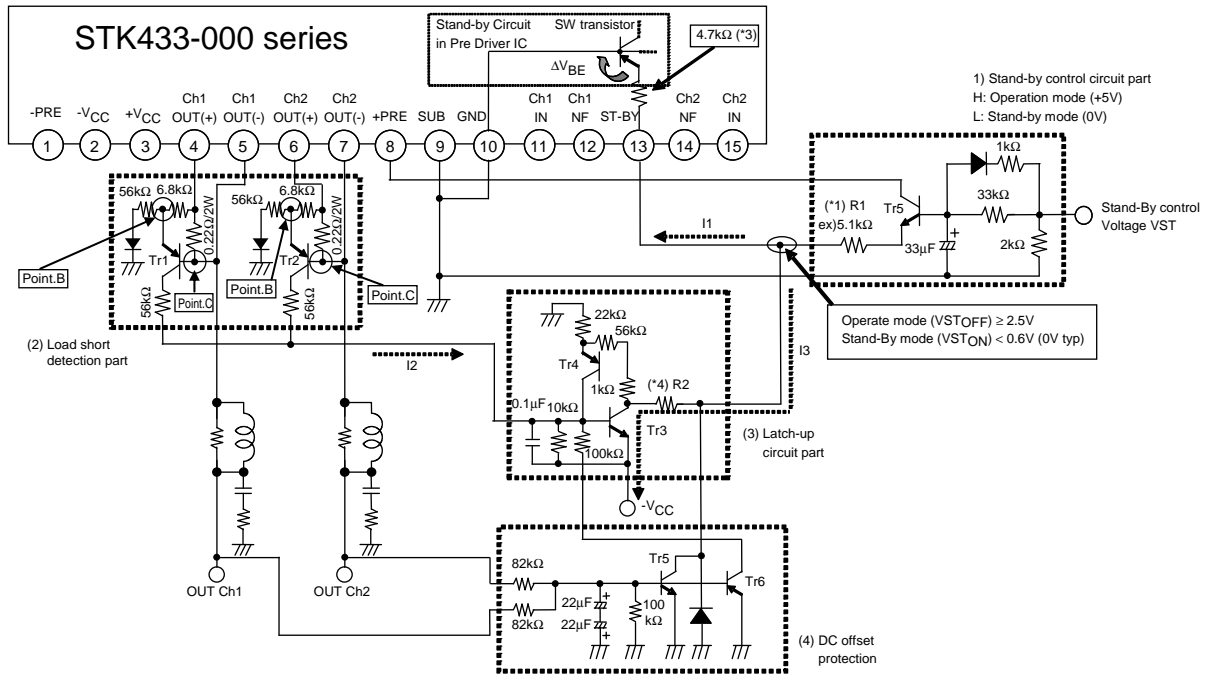 STK433-000 series
Stand-by Circuit
in Pre Driver IC
SW transistor
ΔVBE
4.7kΩ (*3)
1) Stand-by control circuit part
H: Operation mode (+5V)
L: Stand-by mode (0V)
-PRE
-VCC
+VCC
Ch1
OUT(+)
Ch1
OUT(-)
Ch2
OUT(+)
Ch2
OUT(-)
+PRE
SUB
GND
Ch1
IN
Ch1
NF
ST-BY
Ch2
NF
Ch2
IN
1
2
3
4
5
6
7
8
9
10
11
12
13
14
15
56kΩ
6.8kΩ
0.22Ω/2W
Tr1
Point.B
Point.C
56kΩ
56kΩ
6.8kΩ
0.22Ω/2W
Tr2
Point.B
Point.C
56kΩ
(2) Load short
detection part
I2
I1
(*1) R1
ex)5.1kΩ
Tr5
1kΩ
33kΩ
33μF
+
2kΩ
Stand-By control
Voltage VST
Operate mode (VSTOFF) ≥ 2.5V
Stand-By mode (VSTON) < 0.6V (0V typ)
I3
22kΩ
56kΩ
Tr4
1kΩ
(*4) R2
0.1μF
10kΩ
Tr3
100kΩ
(3) Latch-up
circuit part
-VCC
OUT Ch1
OUT Ch2
82kΩ
82kΩ
22μF
+
22μF
+
100
kΩ
Tr5
Tr6
(4) DC offset
protection